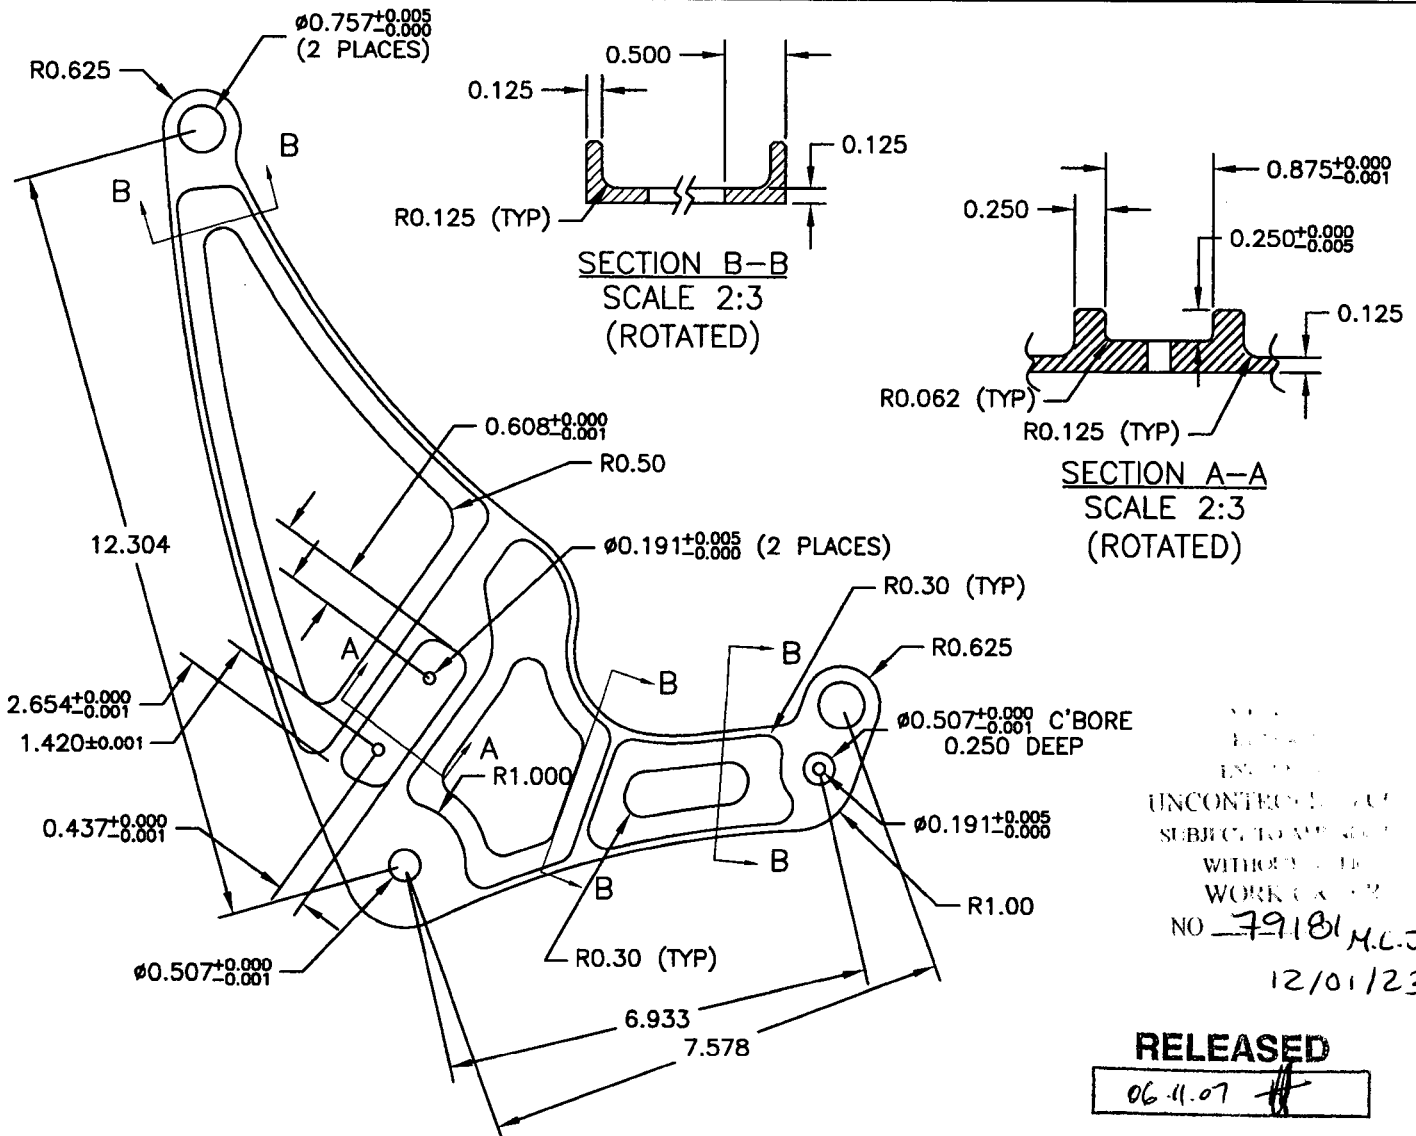 ø0.757+0.005 -0.000
(2 PLACES)
R0.625
0.500
0.125
0.125
B
B
R0.125 (TYP)
SECTION B-B
SCALE 2:3
(ROTATED)
0.875+0.000 -0.001
0.250
0.250+0.000 -0.005
0.125
R0.062 (TYP)
R0.125 (TYP)
SECTION A-A
SCALE 2:3
(ROTATED)
0.608+0.000 -0.001
R0.50
12.304
ø0.191+0.005 -0.000 (2 PLACES)
R0.30 (TYP)
R0.625
B
B
A
A
2.654+0.000 -0.001
1.420±0.001
R1.000
ø0.507+0.000 -0.001 C'BORE
0.250 DEEP
0.437+0.000 -0.001
ø0.191+0.005 -0.000
B
B
R1.00
R0.30 (TYP)
ø0.507+0.000 -0.001
6.933
7.578
SUBJECT TO
WORK
NO 79181 M.L.J
12/01/23
RELEASED
06.11.07